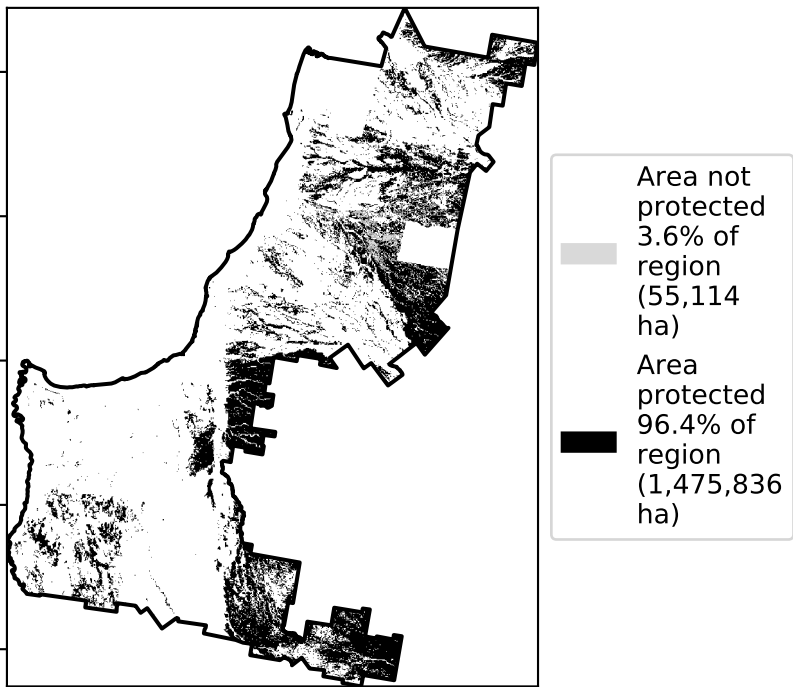 Area not
protected
3.6% of
region
(55,114
ha)
Area
protected
96.4% of
region
(1,475,836
ha)